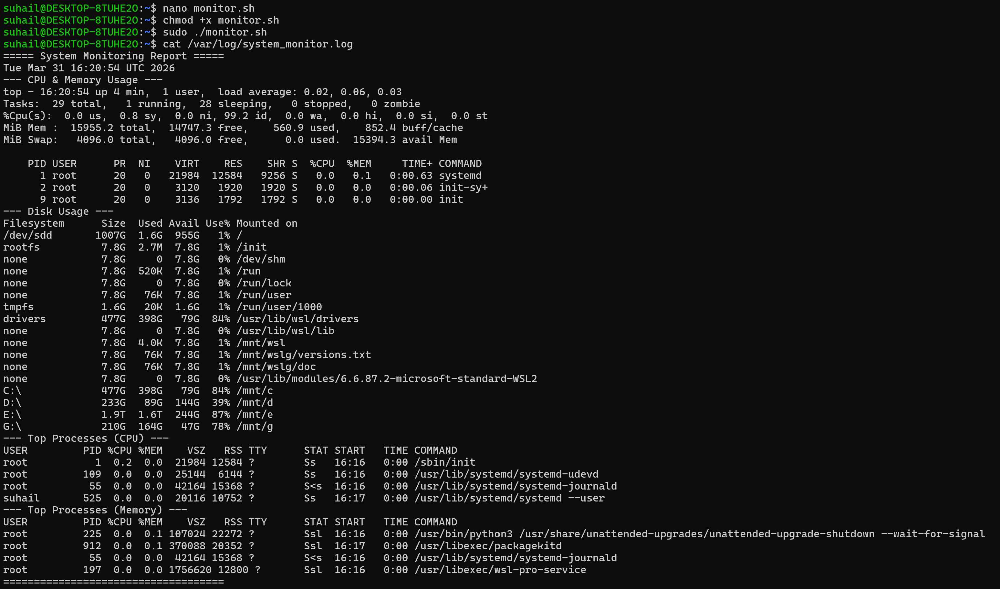 suhail@DESKTOP-8TUHE2O:~$ nano monitor.sh
suhail@DESKTOP-8TUHE2O:~$ chmod +x monitor.sh
suhail@DESKTOP-8TUHE2O:~$ sudo ./monitor.sh
suhail@DESKTOP-8TUHE2O:~$ cat /var/log/system_monitor.log
===== System Monitoring Report =====
Tue Mar 31 16:20:54 UTC 2026
--- CPU & Memory Usage ---
top - 16:20:54 up 4 min,  1 user,  load average: 0.02, 0.06, 0.03
Tasks:  29 total,   1 running,  28 sleeping,   0 stopped,   0 zombie
%Cpu(s):  0.0 us,  0.8 sy,  0.0 ni, 99.2 id,  0.0 wa,  0.0 hi,  0.0 si,  0.0 st
MiB Mem :  15955.2 total,  14747.3 free,    560.9 used,    852.4 buff/cache
MiB Swap:   4096.0 total,   4096.0 free,      0.0 used.  15394.3 avail Mem

    PID USER      PR  NI    VIRT    RES    SHR S  %CPU  %MEM     TIME+ COMMAND
      1 root      20   0   21984  12584   9256 S   0.0   0.1   0:00.63 systemd
      2 root      20   0    3120   1920   1920 S   0.0   0.0   0:00.06 init-sy+
      9 root      20   0    3136   1792   1792 S   0.0   0.0   0:00.00 init
--- Disk Usage ---
Filesystem      Size  Used Avail Use% Mounted on
/dev/sdd       1007G  1.6G  955G   1% /
rootfs          7.8G  2.7M  7.8G   1% /init
none            7.8G     0  7.8G   0% /dev/shm
none            7.8G  520K  7.8G   1% /run
none            7.8G     0  7.8G   0% /run/lock
none            7.8G   76K  7.8G   1% /run/user
tmpfs           1.6G   20K  1.6G   1% /run/user/1000
drivers         477G  398G   79G  84% /usr/lib/wsl/drivers
none            7.8G     0  7.8G   0% /usr/lib/wsl/lib
none            7.8G  4.0K  7.8G   1% /mnt/wsl
none            7.8G   76K  7.8G   1% /mnt/wslg/versions.txt
none            7.8G   76K  7.8G   1% /mnt/wslg/doc
none            7.8G     0  7.8G   0% /usr/lib/modules/6.6.87.2-microsoft-standard-WSL2
C:\             477G  398G   79G  84% /mnt/c
D:\             233G   89G  144G  39% /mnt/d
E:\             1.9T  1.6T  244G  87% /mnt/e
G:\             210G  164G   47G  78% /mnt/g
--- Top Processes (CPU) ---
USER         PID %CPU %MEM    VSZ   RSS TTY      STAT START   TIME COMMAND
root           1  0.2  0.0  21984 12584 ?        Ss   16:16   0:00 /sbin/init
root         109  0.0  0.0  25144  6144 ?        Ss   16:16   0:00 /usr/lib/systemd/systemd-udevd
root          55  0.0  0.0  42164 15368 ?        S<s  16:16   0:00 /usr/lib/systemd/systemd-journald
suhail       525  0.0  0.0  20116 10752 ?        Ss   16:17   0:00 /usr/lib/systemd/systemd --user
--- Top Processes (Memory) ---
USER         PID %CPU %MEM    VSZ   RSS TTY      STAT START   TIME COMMAND
root         225  0.0  0.1 107024 22272 ?        Ssl  16:16   0:00 /usr/bin/python3 /usr/share/unattended-upgrades/unattended-upgrade-shutdown --wait-for-signal
root         912  0.0  0.1 370088 20352 ?        Ssl  16:17   0:00 /usr/libexec/packagekitd
root          55  0.0  0.0  42164 15368 ?        S<s  16:16   0:00 /usr/lib/systemd/systemd-journald
root         197  0.0  0.0 1756620 12800 ?       Ssl  16:16   0:00 /usr/libexec/wsl-pro-service
====================================